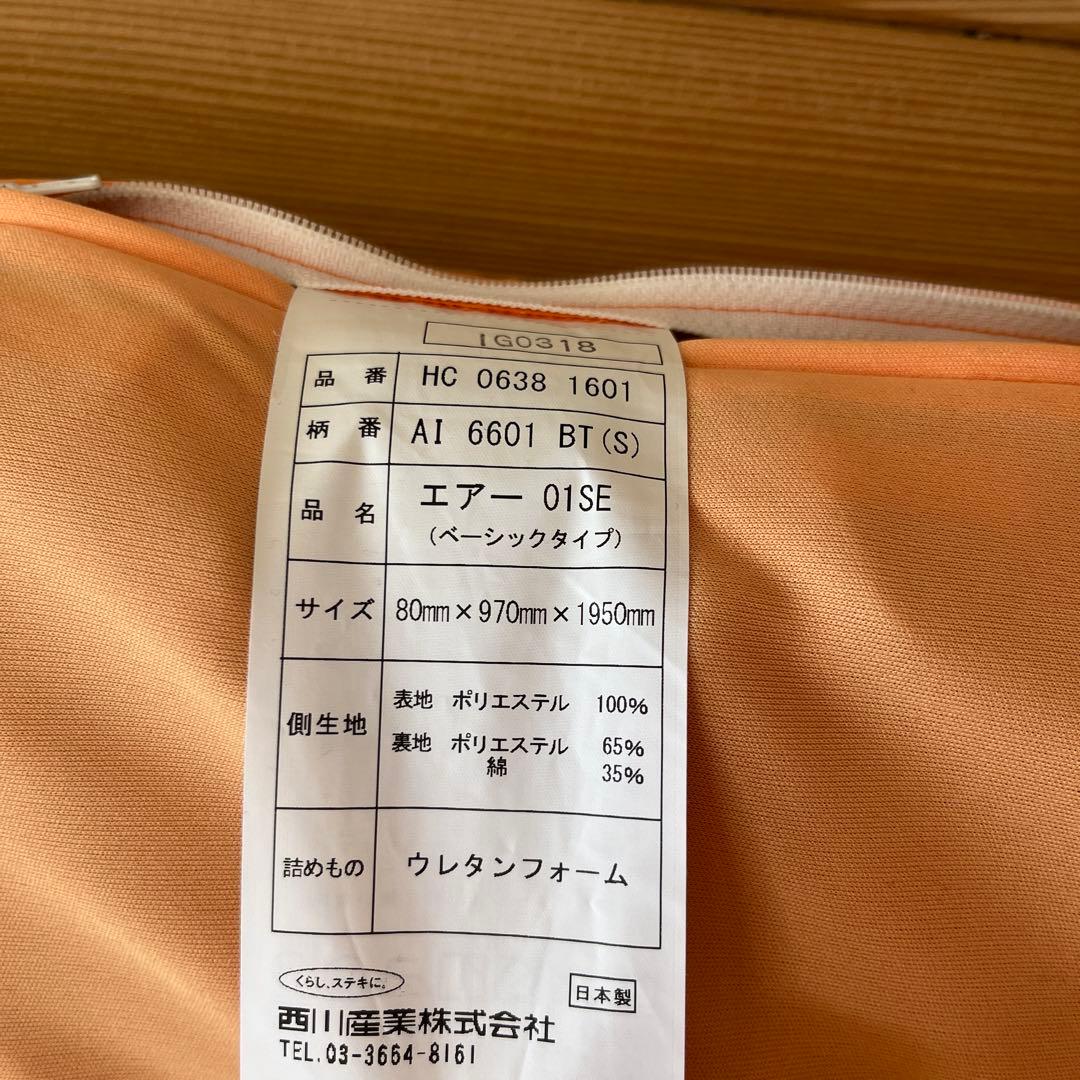 IG0318
品番 HC 0638 1601
柄番 AI 6601 BT(S)
品名 エアー 01SE
(ベーシックタイプ)
サイズ 80mm×970mm×1950mm
表地 ポリエステル 100%
側生地
裏地 ポリエステル 65%
綿 35%
詰めもの ウレタンフォーム
くらし、ステキに。
日本製
西川産業株式会社
TEL.03-3664-8161